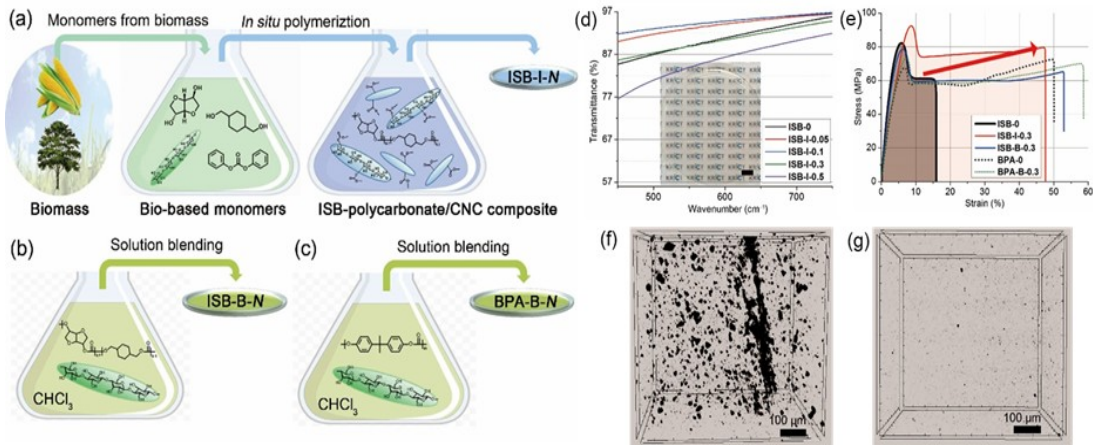 (a)
Monomers from biomass
In situ polymeriztion
ISB-I-N
Biomass
Bio-based monomers
ISB-polycarbonate/CNC composite
(b)
Solution blending
ISB-B-N
CHCl3
(c)
Solution blending
BPA-B-N
CHCl3
(d)
Transmittance (%)
97
87
77
67
57
ISB-0
ISB-I-0.05
ISB-I-0.1
ISB-I-0.3
ISB-I-0.5
500
600
700
Wavenumber (cm-1)
(e)
Stress (MPa)
100
80
60
40
20
0
ISB-0
ISB-I-0.3
ISB-B-0.3
BPA-0
BPA-B-0.3
0 10 20 30 40 50 60
Strain (%)
(f)
100 μm
(g)
100 μm